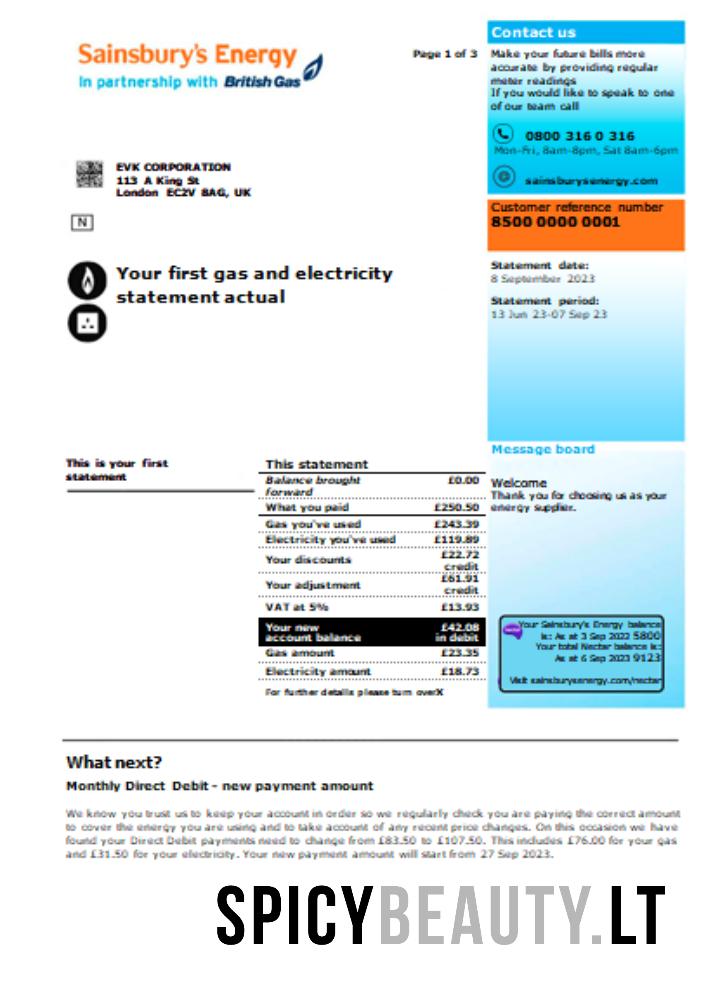 Sainsbury's Energy
In partnership with British Gas
Page 1 of 3
Contact us
Make your future bills more
accurate by providing regular
meter readings
If you would like to speak to one
of our team call
0800 316 0 316
Mon-Fri, 8am-8pm, Sat 8am-6pm
sainsburysenergy.com
EVK CORPORATION
113 A King St
London EC2V 8AG, UK
N
Customer reference number
8500 0000 0001
Your first gas and electricity
statement actual
Statement date:
8 September 2023
Statement period:
13 Jun 23-07 Sep 23
This is your first
statement
This statement
Balance brought
forward £0.00
What you paid £250.50
Gas you've used £243.39
Electricity you've used £119.89
Your discounts £22.72
credit
Your adjustment £61.91
credit
VAT at 5% £13.93
Your new £42.08
account balance in debit
Gas amount £23.35
Electricity amount £18.73
For further details please turn overX
Message board
Welcome
Thank you for choosing us as your
energy supplier.
Your Sainsbury's Energy balance
is: As at 3 Sep 2022 5800
Your total Nectar balance is:
As at 6 Sep 2023 9123
Visit sainsburysenergy.com/nectar
What next?
Monthly Direct Debit - new payment amount
We know you trust us to keep your account in order so we regularly check you are paying the correct amount
to cover the energy you are using and to take account of any recent price changes. On this occasion we have
found your Direct Debit payments need to change from £83.50 to £107.50. This includes £76.00 for your gas
and £31.50 for your electricity. Your new payment amount will start from 27 Sep 2023.
SPICYBEAUTY.LT